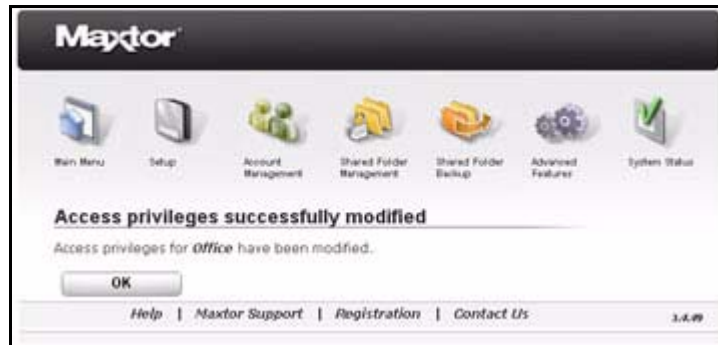 Maxtor
Main Menu
Setup
Account Management
Shared Folder Management
Shared Folder Backup
Advanced Features
System Status
Access privileges successfully modified
Access privileges for Office have been modified.
OK
Help | Maxtor Support | Registration | Contact Us